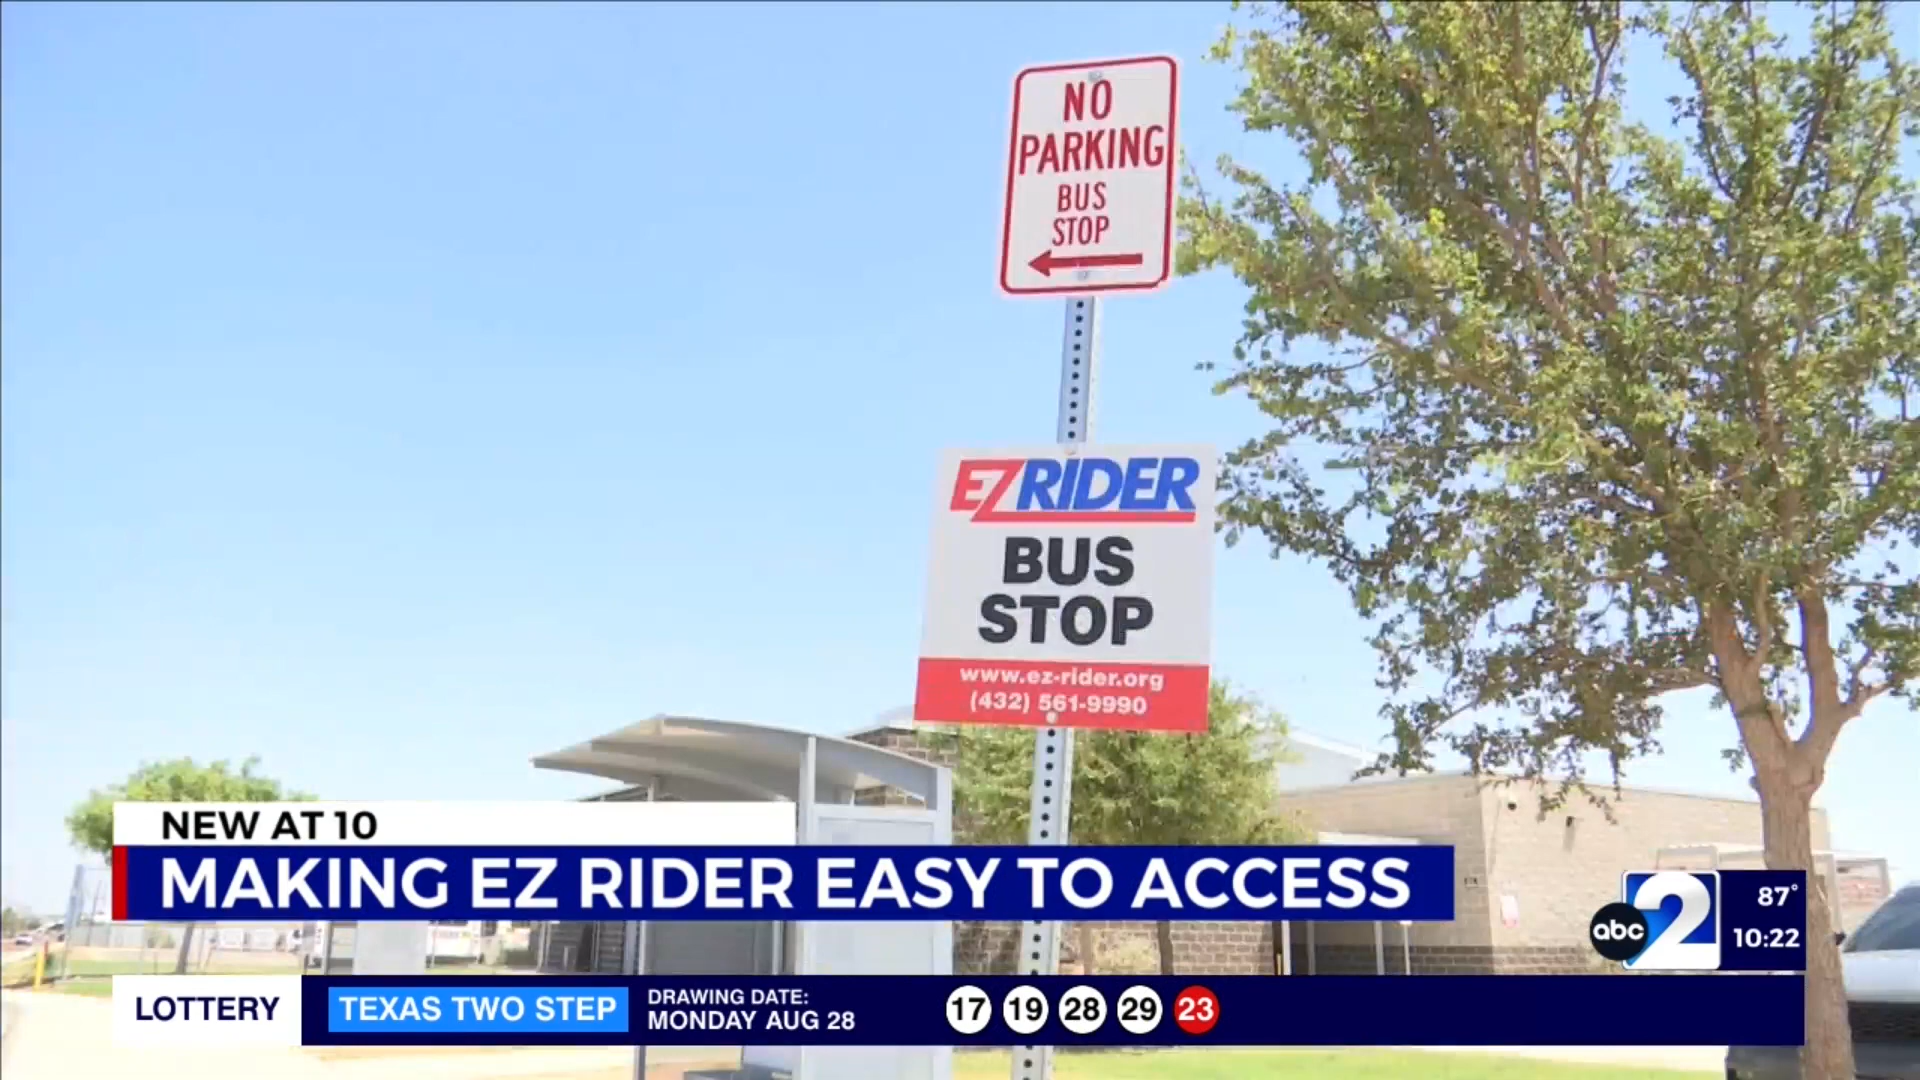 NO
PARKING
BUS
STOP
EZRIDER
BUS
STOP
www.ez-rider.org
(432) 561-9990
NEW AT 10
MAKING EZ RIDER EASY TO ACCESS
abc 2
87°
10:22
LOTTERY
TEXAS TWO STEP
DRAWING DATE:
MONDAY AUG 28
17 19 28 29 23